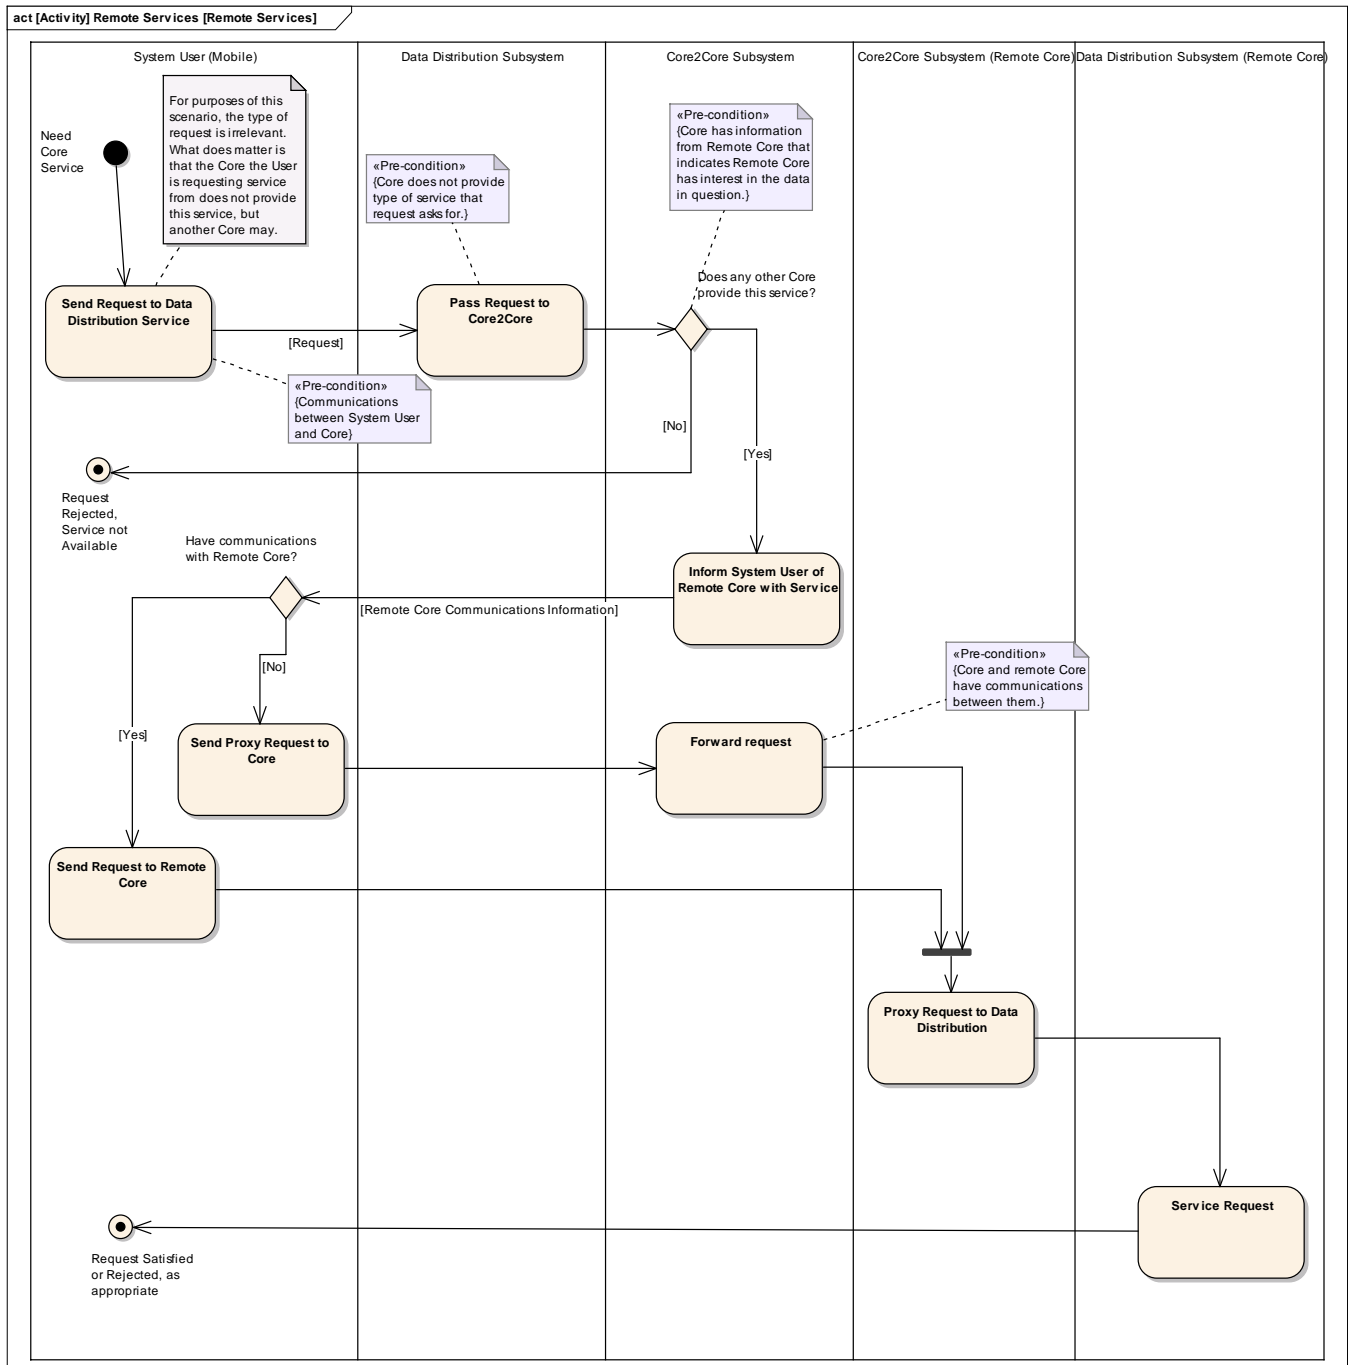 act [Activity] Remote Services [Remote Services]
System User (Mobile)
Data Distribution Subsystem
Core2Core Subsystem
Core2Core Subsystem (Remote Core)
Data Distribution Subsystem (Remote Core)
Need
Core
Service
For purposes of this
scenario, the type of
request is irrelevant.
What does matter is
that the Core the User
is requesting service
from does not provide
this service, but
another Core may.
«Pre-condition»
{Core does not provide
type of service that
request asks for.}
«Pre-condition»
{Core has information
from Remote Core that
indicates Remote Core
has interest in the data
in question.}
Does any other Core
provide this service?
Send Request to Data
Distribution Service
[Request]
Pass Request to
Core2Core
«Pre-condition»
{Communications
between System User
and Core}
[No]
[Yes]
Request
Rejected,
Service not
Available
Have communications
with Remote Core?
Inform System User of
Remote Core with Service
[Remote Core Communications Information]
[No]
«Pre-condition»
{Core and remote Core
have communications
between them.}
[Yes]
Send Proxy Request to
Core
Forward request
Send Request to Remote
Core
Proxy Request to Data
Distribution
Service Request
Request Satisfied
or Rejected, as
appropriate